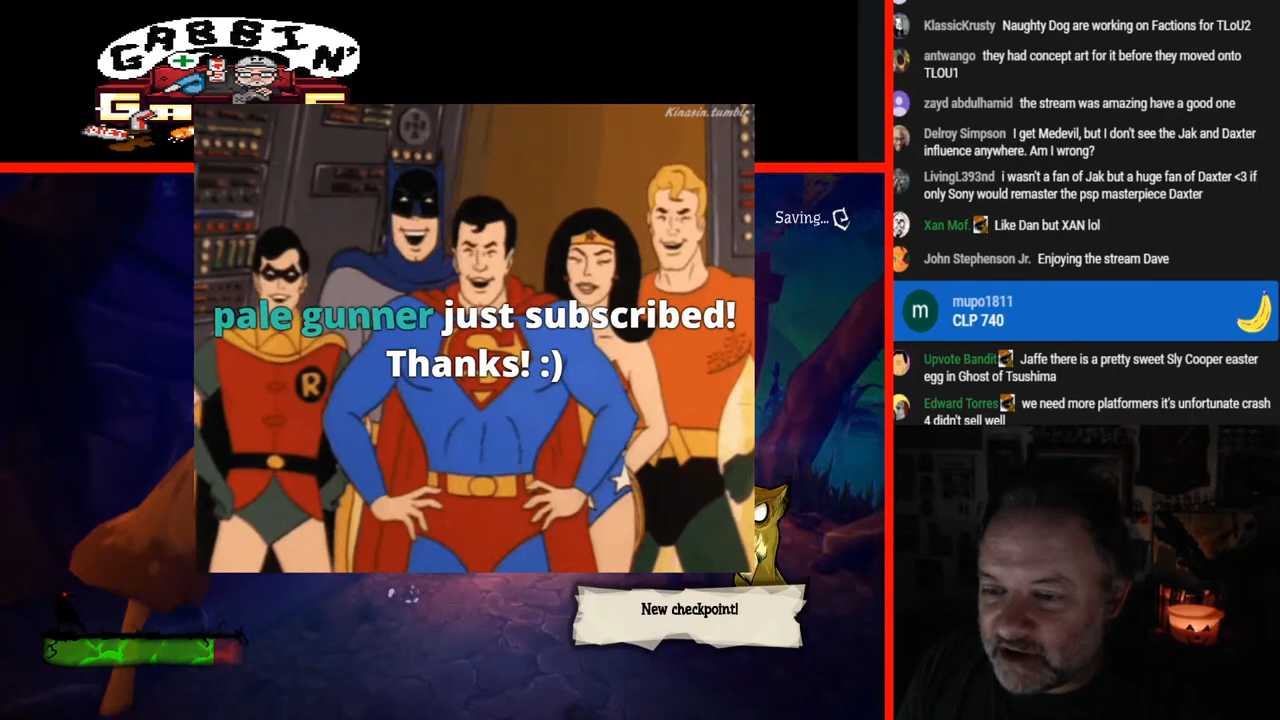 GABBIN'
GA
Kinasin.tumblr
pale gunner just subscribed!
Thanks! :)
R
S
Saving...
New checkpoint!
KlassicKrusty Naughty Dog are working on Factions for TLoU2
antwango they had concept art for it before they moved onto
TLOU1
zayd abdulhamid the stream was amazing have a good one
Delroy Simpson I get Medevil, but I don't see the Jak and Daxter
influence anywhere. Am I wrong?
LivingL393nd i wasn't a fan of Jak but a huge fan of Daxter <3 if
only Sony would remaster the psp masterpiece Daxter
Xan Mof. Like Dan but XAN lol
John Stephenson Jr. Enjoying the stream Dave
m
mupo1811
CLP 740
Upvote Bandit Jaffe there is a pretty sweet Sly Cooper easter
egg in Ghost of Tsushima
Edward Torres we need more platformers it's unfortunate crash
4 didn't sell well